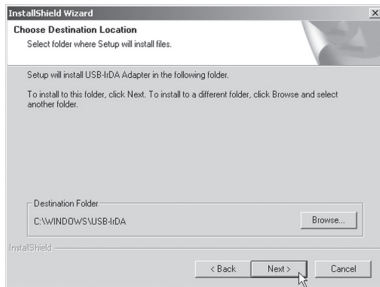 InstallShield Wizard
Choose Destination Location
Select folder where Setup will install files.
Setup will install USB-IrDA Adapter in the following folder.
To install to this folder, click Next. To install to a different folder, click Browse and select
another folder.
Destination Folder
C:\WINDOWS\USB-IrDA
Browse...
InstallShield
< Back
Next >
Cancel